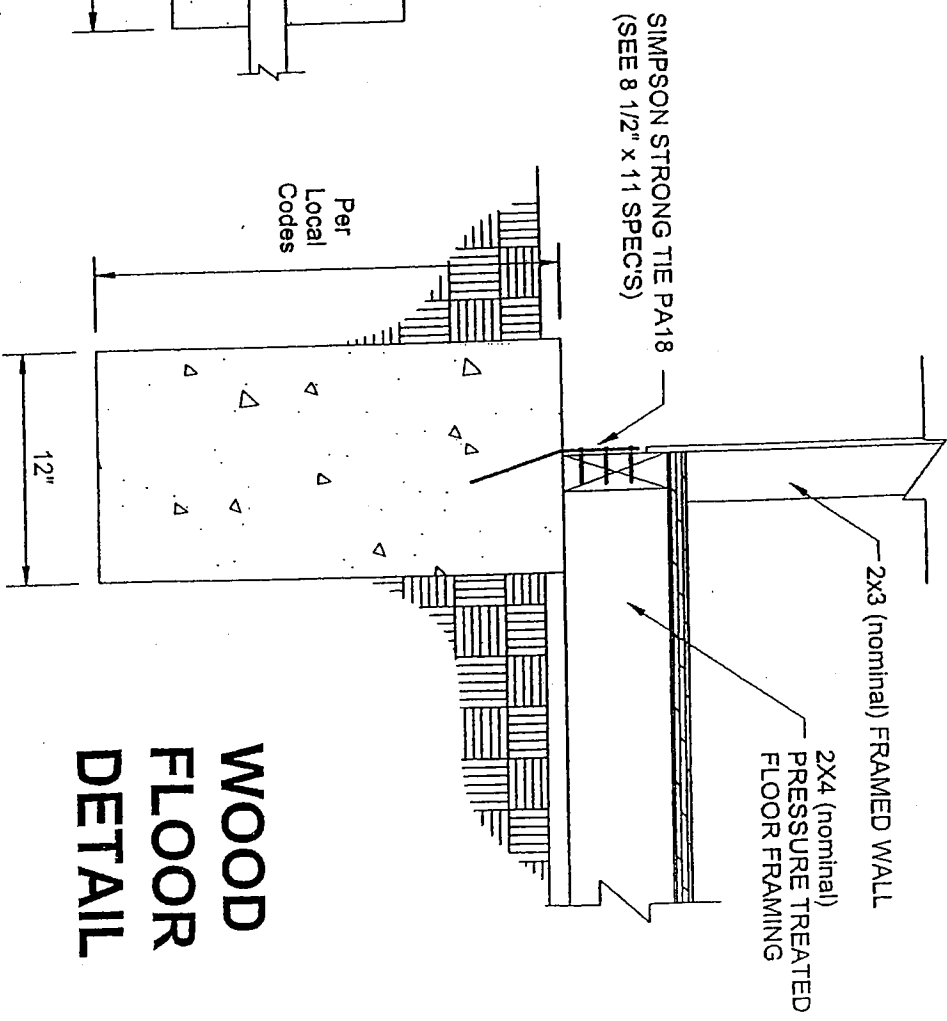 SIMPSON STRONG TIE PA18
(SEE 8 1/2" x 11 SPEC'S)
2x3 (nominal) FRAMED WALL
2X4 (nominal)
PRESSURE TREATED
FLOOR FRAMING
Per
Local
Codes
12"
WOOD
FLOOR
DETAIL